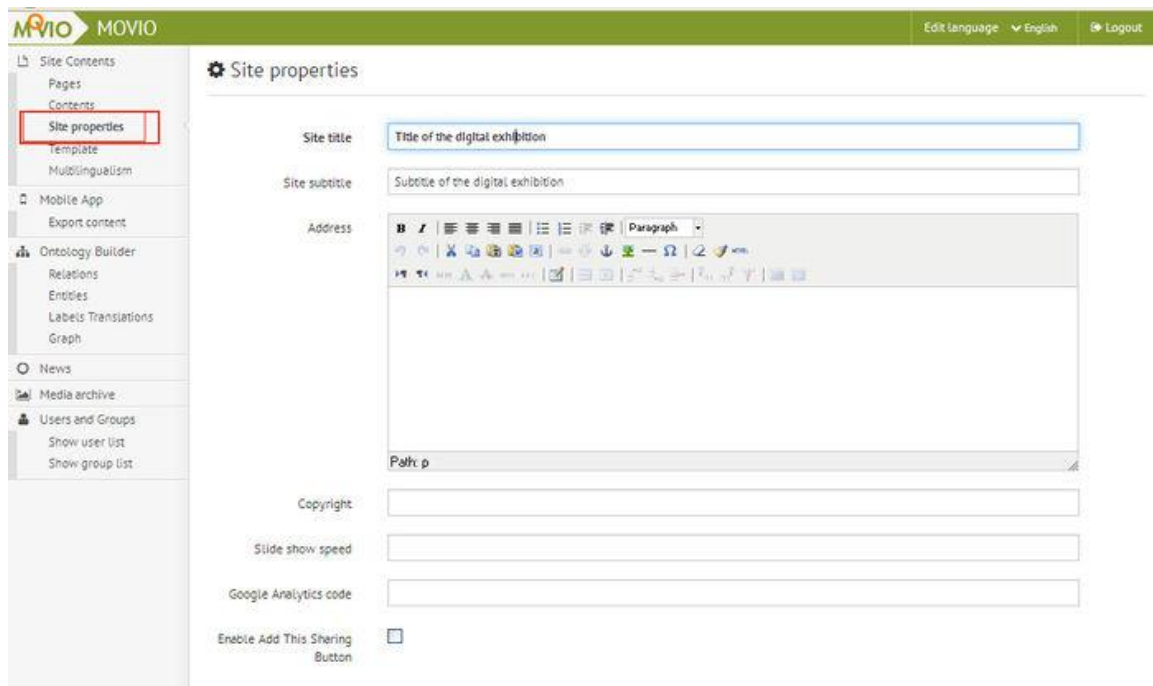 MOVIO MOVIO
Edit language English Logout
Site Contents
Pages
Contents
Site properties
Template
Multilingualism
Mobile App
Export content
Ontology Builder
Relations
Entities
Labels Translations
Graph
News
Media archive
Users and Groups
Show user list
Show group list
Site properties
Site title Title of the digital exhibition
Site subtitle Subtitle of the digital exhibition
Address
B I Paragraph
Ω HTML
Path: p
Copyright
Slide show speed
Google Analytics code
Enable Add This Sharing
Button